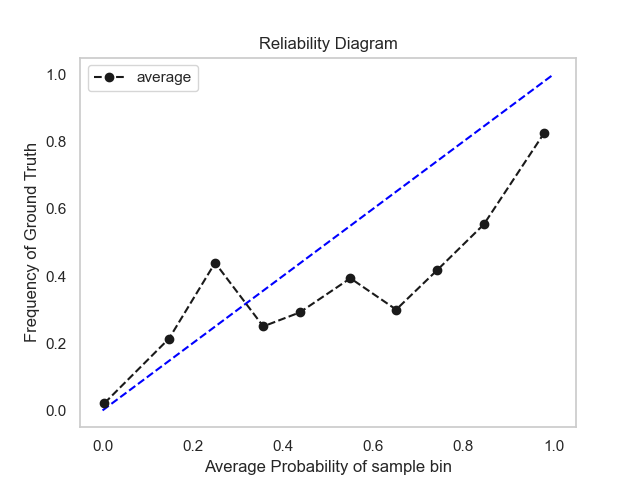 Reliability Diagram
average
1.0
0.8
0.6
0.4
0.2
0.0
Frequency of Ground Truth
0.0 0.2 0.4 0.6 0.8 1.0
Average Probability of sample bin